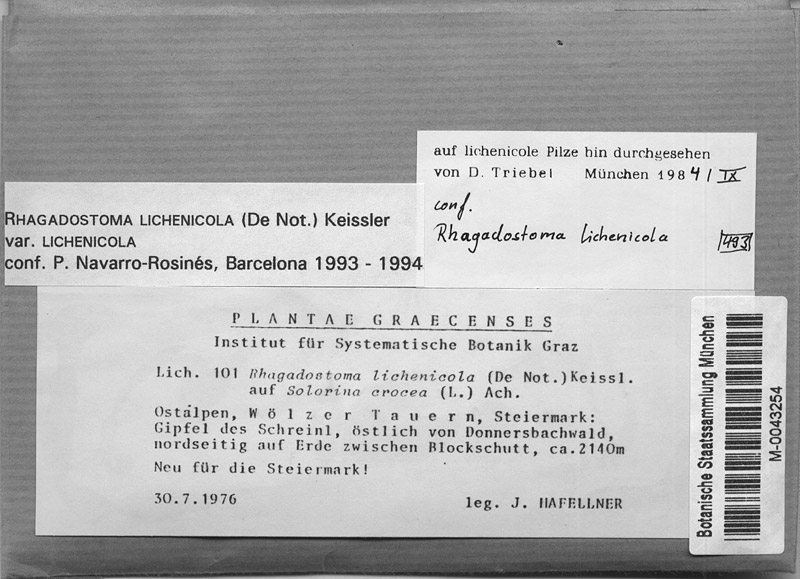 auf lichenicole Pilze hin durchgesehen
von D. Triebel München 1984 / IX
conf.
Rhagadostoma lichenicola
493
RHAGADOSTOMA LICHENICOLA (De Not.) Keissler
var. LICHENICOLA
conf. P. Navarro-Rosinés, Barcelona 1993 - 1994
PLANTAE GRAECENSES
Institut für Systematische Botanik Graz
Lich. 101 Rhagadostoma lichenicola (De Not.)Keissl.
auf Solorina crocea (L.) Ach.
Ostalpen, Wölzer Tauern, Steiermark:
Gipfel des Schreinl, östlich von Donnersbachwald,
nordseitig auf Erde zwischen Blockschutt, ca.2140m
Neu für die Steiermark!
30.7.1976 leg. J. HAFELLNER
Botanische Staatssammlung München
M-0043254